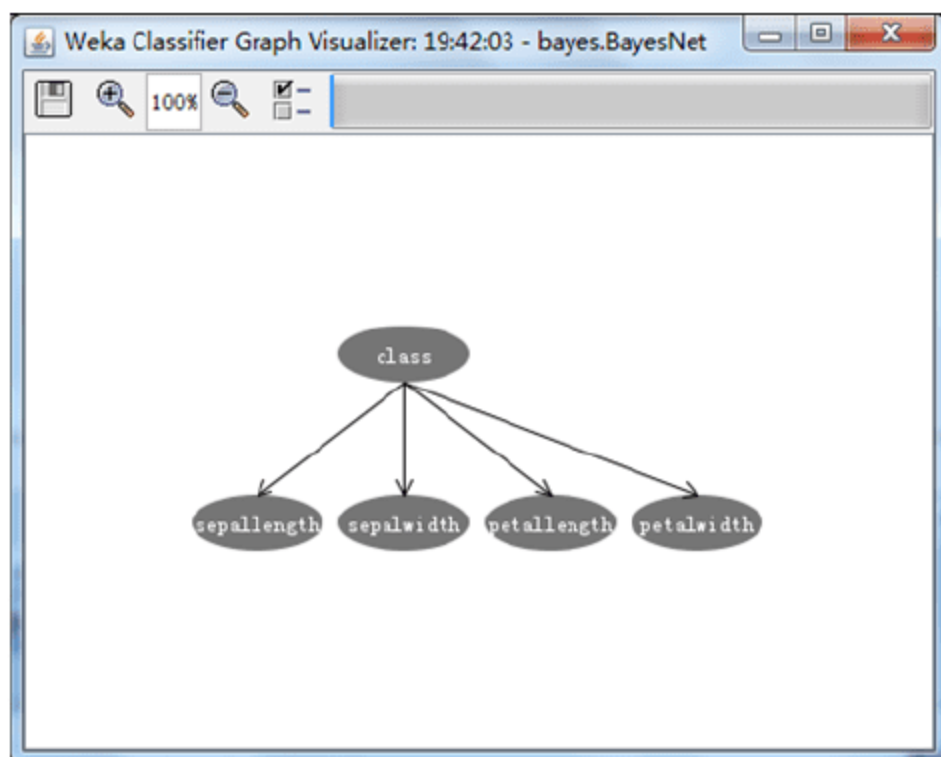 Weka Classifier Graph Visualizer: 19:42:03 - bayes.BayesNet
100%
class
sepallength sepalwidth petallength petalwidth